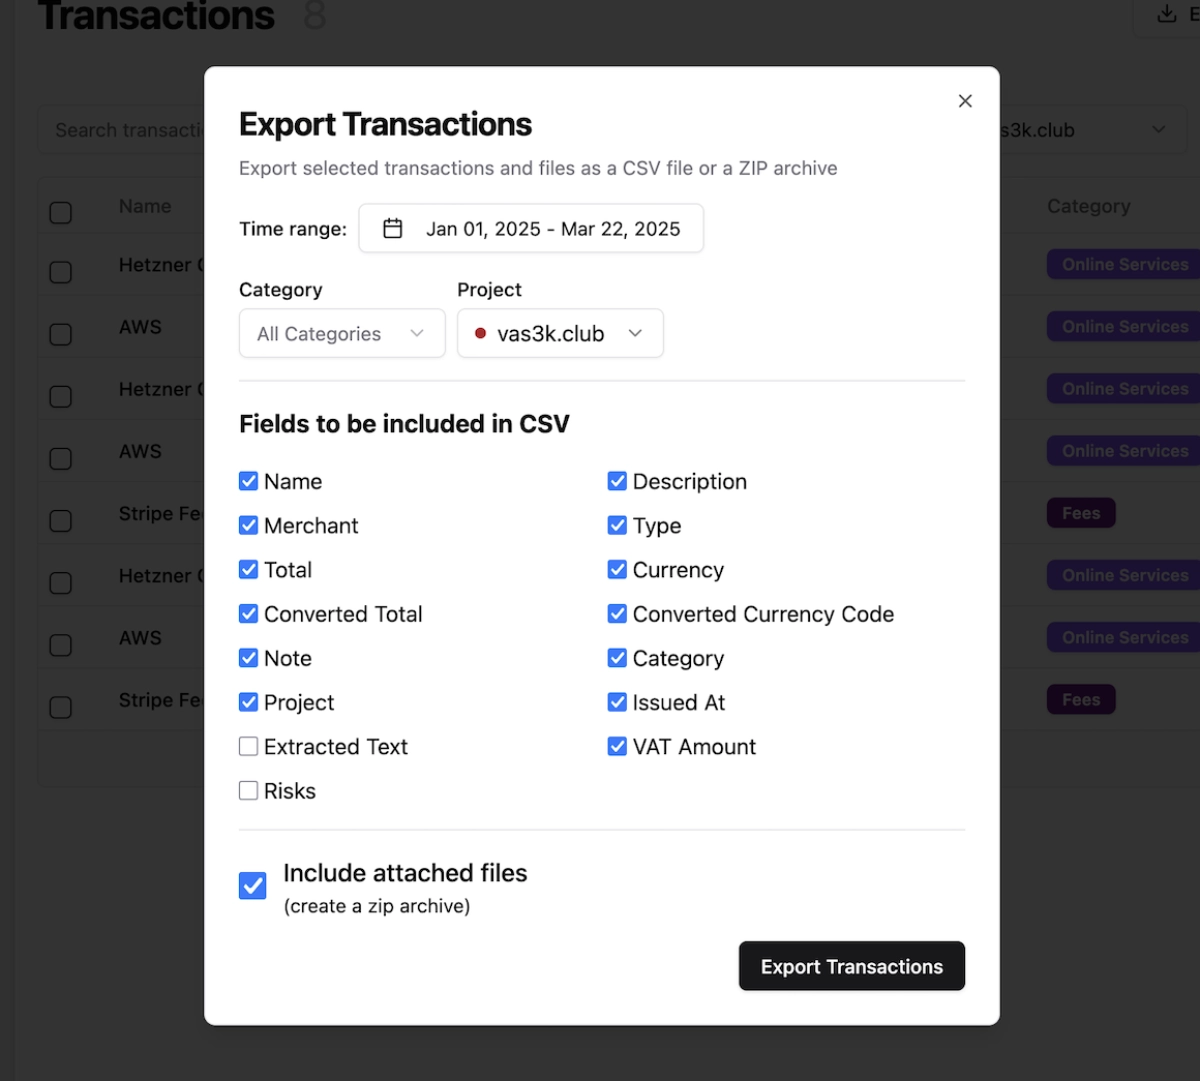 Transactions 8
Export Transactions
Export selected transactions and files as a CSV file or a ZIP archive
Search
s3k.club
Time range: Jan 01, 2025 - Mar 22, 2025
Category Project
All Categories vas3k.club
Fields to be included in CSV
Name Description
Merchant Type
Total Currency
Converted Total Converted Currency Code
Note Category
Project Issued At
Extracted Text VAT Amount
Risks
Include attached files
(create a zip archive)
Export Transactions
Name Category
Hetzner Online Services
AWS Online Services
Hetzner Online Services
AWS Online Services
Stripe Fees
Hetzner Online Services
AWS Online Services
Stripe Fees